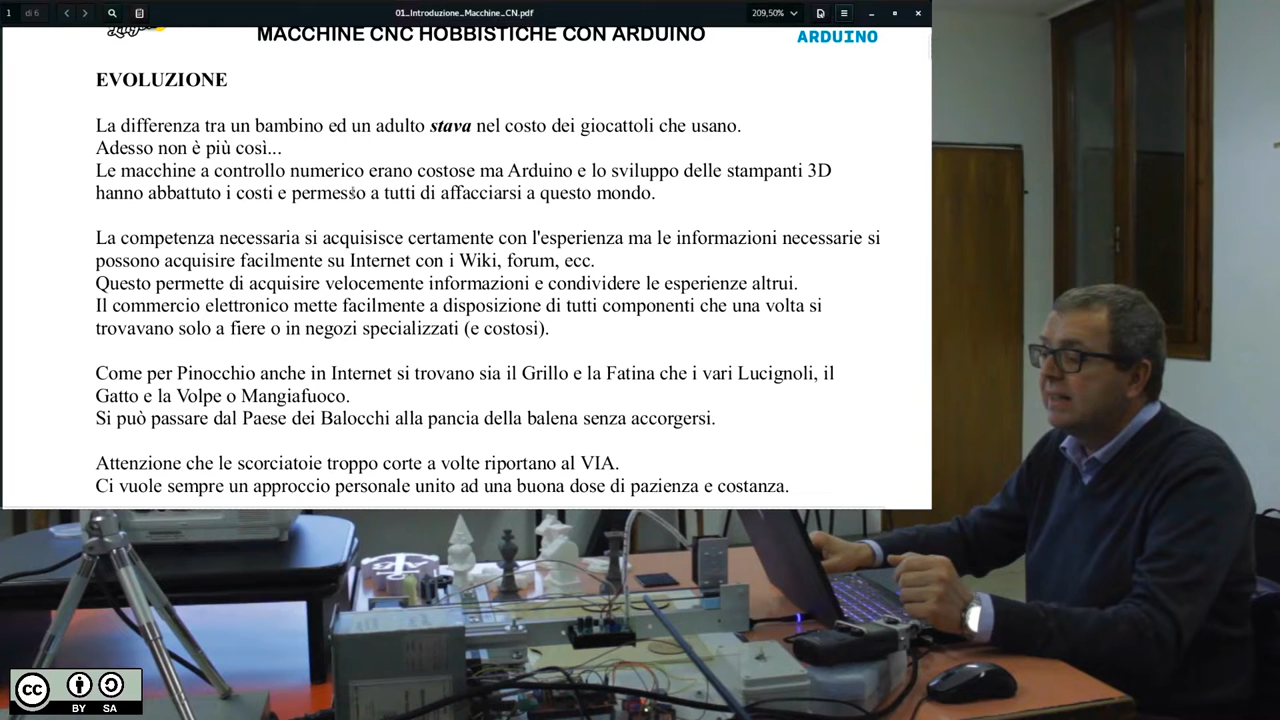 1 di 6
01_Introduzione_Macchine_CN.pdf
209,50%
MACCHINE CNC HOBBISTICHE CON ARDUINO
ARDUINO
EVOLUZIONE
La differenza tra un bambino ed un adulto stava nel costo dei giocattoli che usano.
Adesso non è più così...
Le macchine a controllo numerico erano costose ma Arduino e lo sviluppo delle stampanti 3D
hanno abbattuto i costi e permesso a tutti di affacciarsi a questo mondo.
La competenza necessaria si acquisisce certamente con l'esperienza ma le informazioni necessarie si
possono acquisire facilmente su Internet con i Wiki, forum, ecc.
Questo permette di acquisire velocemente informazioni e condividere le esperienze altrui.
Il commercio elettronico mette facilmente a disposizione di tutti componenti che una volta si
trovavano solo a fiere o in negozi specializzati (e costosi).
Come per Pinocchio anche in Internet si trovano sia il Grillo e la Fatina che i vari Lucignoli, il
Gatto e la Volpe o Mangiafuoco.
Si può passare dal Paese dei Balocchi alla pancia della balena senza accorgersi.
Attenzione che le scorciatoie troppo corte a volte riportano al VIA.
Ci vuole sempre un approccio personale unito ad una buona dose di pazienza e costanza.
cc
BY SA